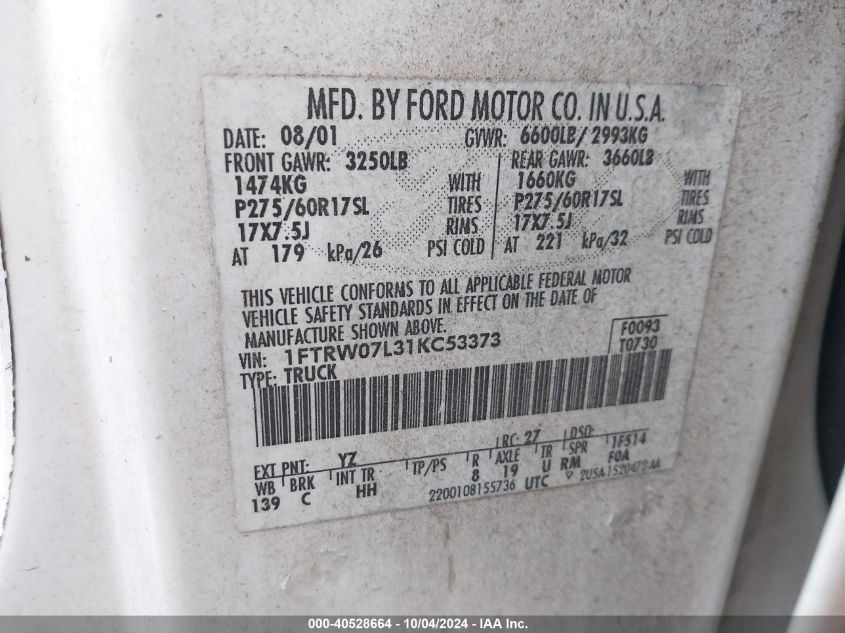 MFD. BY FORD MOTOR CO. IN U.S.A.
DATE: 08/01 GVWR: 6600LB/2993KG
FRONT GAWR: 3250LB REAR GAWR: 3660LB
1474KG WITH 1660KG WITH
P275/60R17SL TIRES P275/60R17SL TIRES
17X7.5J RIMS 17X7.5J RIMS
AT 179 kPa/26 PSI COLD AT 221 kPa/32 PSI COLD
THIS VEHICLE CONFORMS TO ALL APPLICABLE FEDERAL MOTOR
VEHICLE SAFETY STANDARDS IN EFFECT ON THE DATE OF
MANUFACTURE SHOWN ABOVE.
VIN: 1FTRW07L31KC53373 F0093
TYPE: TRUCK T0730
EXT PNT: YZ RC: 27 DSO: 1F514
WB BRK INT TR TP/PS R AXLE TR SPR F0A
139 C HH 8 19 U RM
2200108155736 UTC ▽ 2U5A-1520472-AA
000-40528664 - 10/04/2024 - IAA Inc.